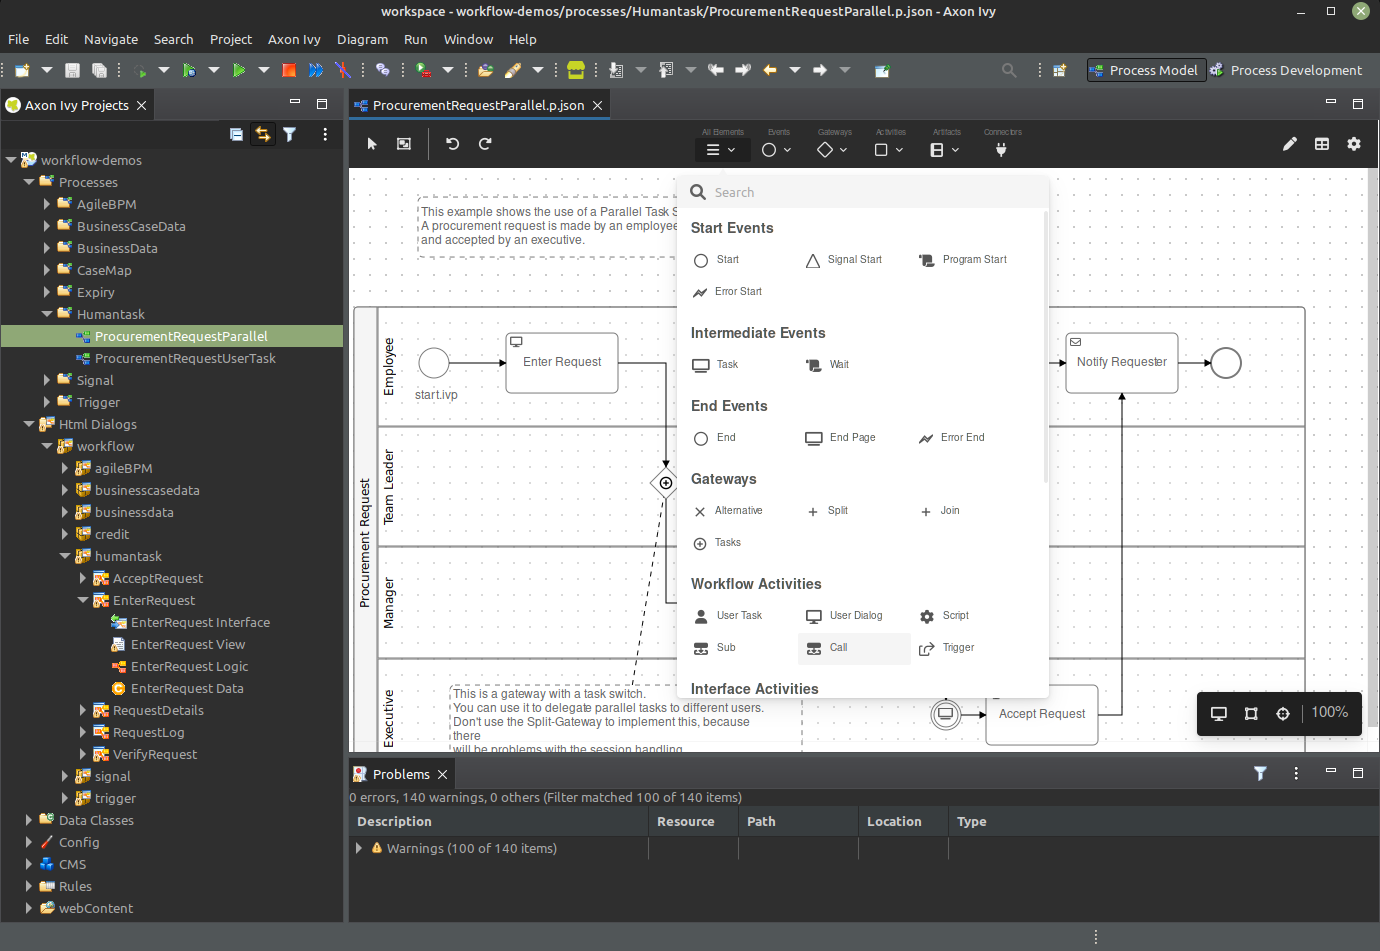 workspace - workflow-demos/processes/Humantask/ProcurementRequestParallel.p.json - Axon Ivy
File Edit Navigate Search Project Axon Ivy Diagram Run Window Help
Process Model Process Development
Axon Ivy Projects
workflow-demos
Processes
AgileBPM
BusinessCaseData
BusinessData
CaseMap
Expiry
Humantask
ProcurementRequestParallel
ProcurementRequestUserTask
Signal
Trigger
Html Dialogs
workflow
agileBPM
businesscasedata
businessdata
credit
humantask
AcceptRequest
EnterRequest
EnterRequest Interface
EnterRequest View
EnterRequest Logic
EnterRequest Data
RequestDetails
RequestLog
VerifyRequest
signal
trigger
Data Classes
Config
CMS
Rules
webContent
ProcurementRequestParallel.p.json
All Elements Events Gateways Activities Artifacts Connectors
This example shows the use of a Parallel Task S
A procurement request is made by an employee
and accepted by an executive.
Search
Start Events
Start Signal Start Program Start
Error Start
Intermediate Events
Task Wait
End Events
End End Page Error End
Gateways
Alternative Split Join
Tasks
Workflow Activities
User Task User Dialog Script
Sub Call Trigger
Interface Activities
Procurement Request
Employee
Team Leader
Manager
Executive
start.ivp
Enter Request
Notify Requester
Accept Request
This is a gateway with a task switch.
You can use it to delegate parallel tasks to different users.
Don't use the Split-Gateway to implement this, because
there
will be problems with the session handling
100%
Problems
0 errors, 140 warnings, 0 others (Filter matched 100 of 140 items)
Description Resource Path Location Type
Warnings (100 of 140 items)